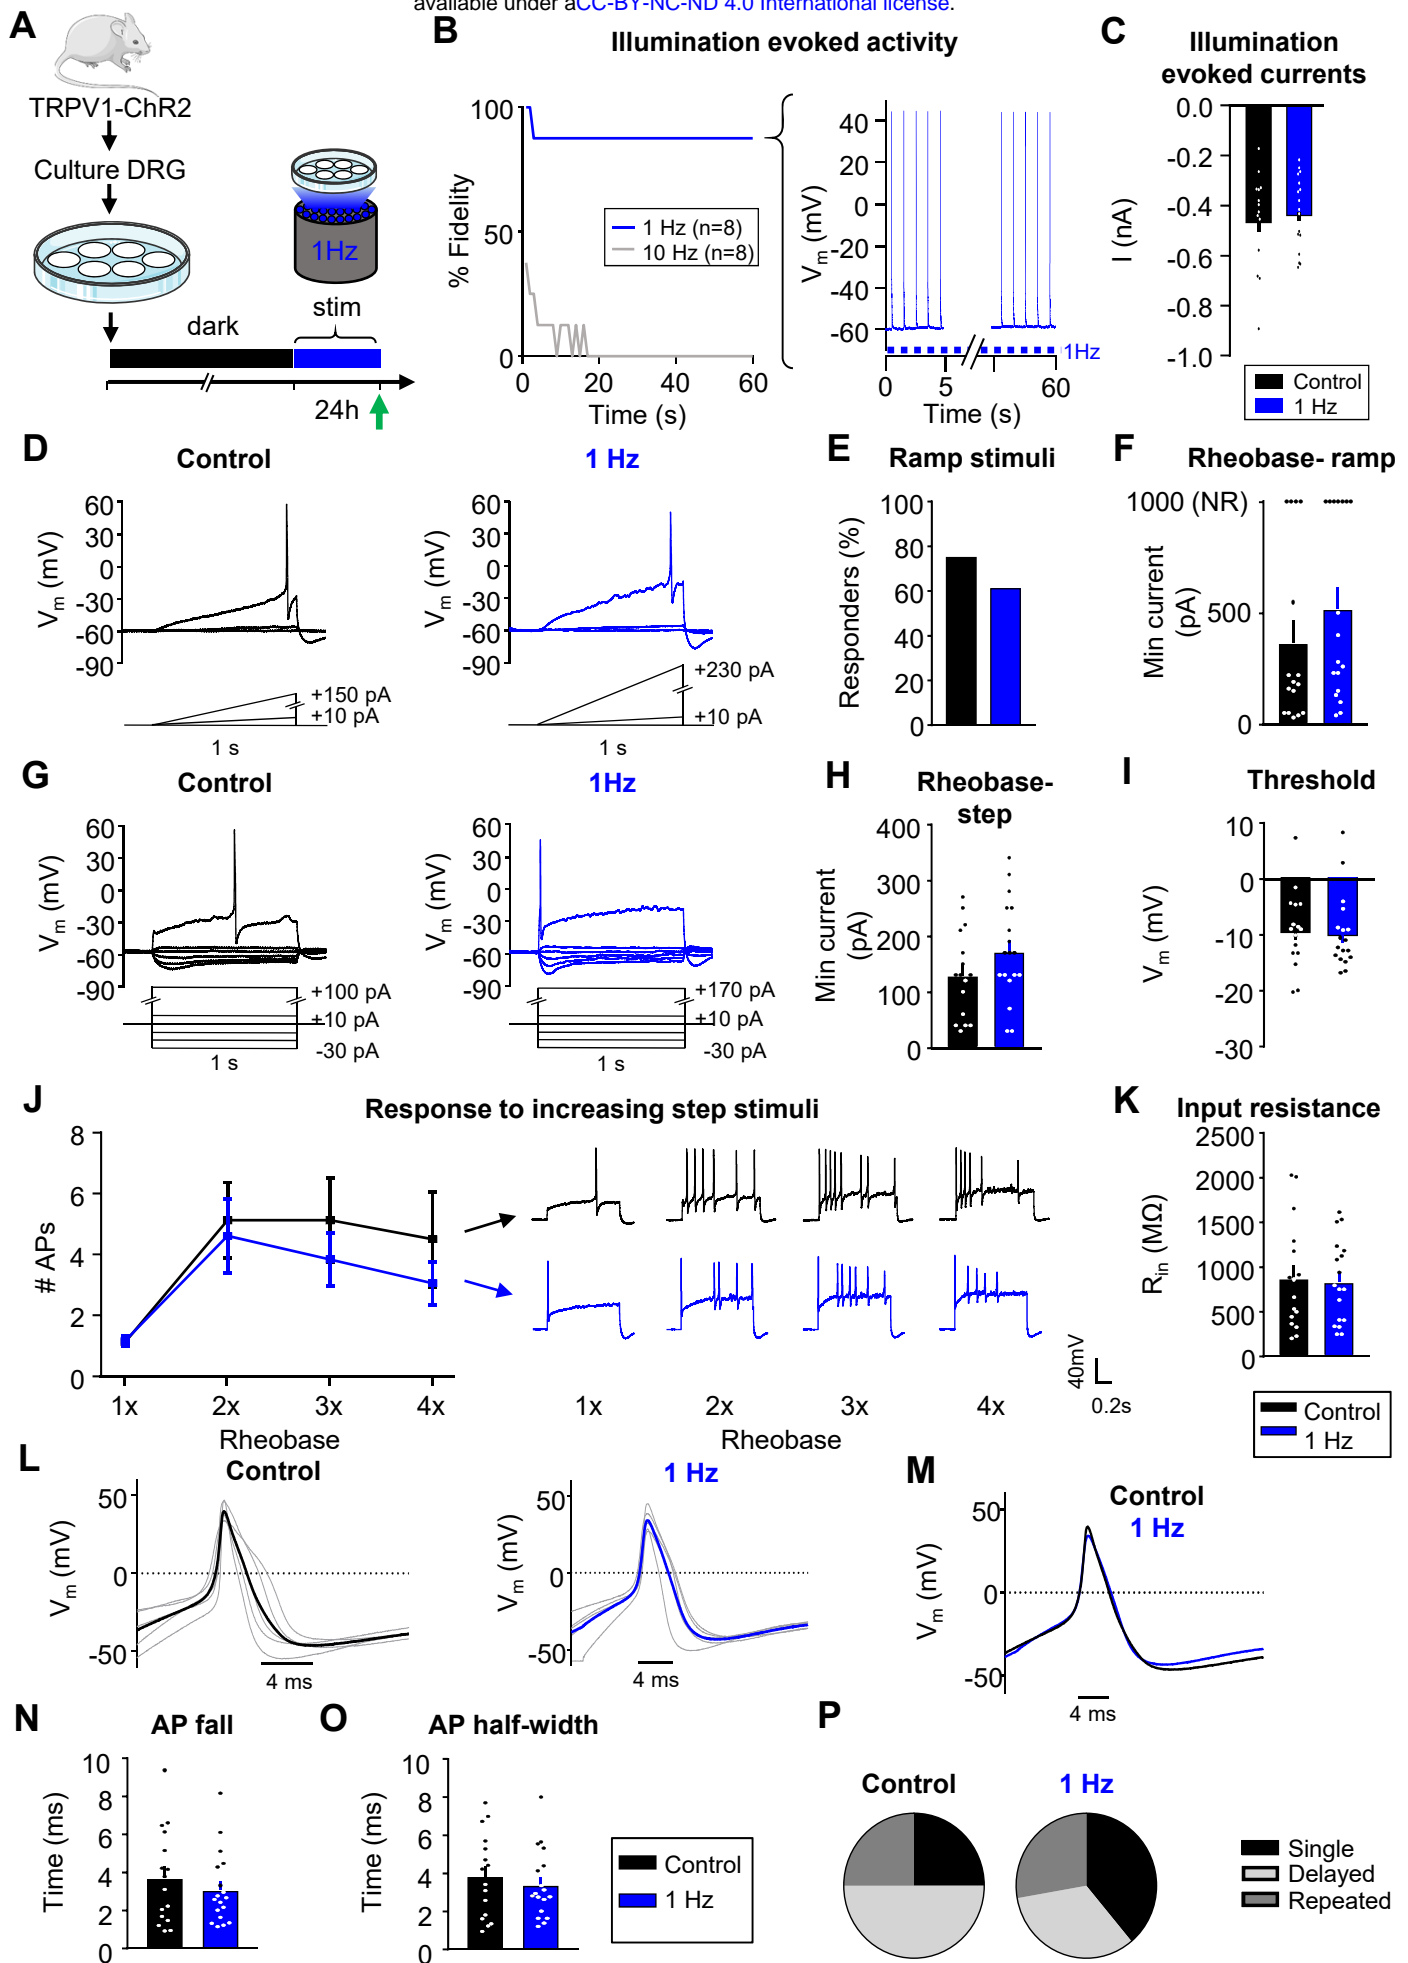 available under aCC-BY-NC-ND 4.0 International license.
A
TRPV1-ChR2
Culture DRG
1Hz
stim
dark
24h
B
Illumination evoked activity
% Fidelity
100
50
0
1 Hz (n=8)
10 Hz (n=8)
0 20 40 60
Time (s)
Vm (mV)
40
20
0
-20
-40
-60
1Hz
0 5 60
Time (s)
C
Illumination
evoked currents
I (nA)
0.0
-0.2
-0.4
-0.6
-0.8
-1.0
Control
1 Hz
D
Control
Vm (mV)
60
30
0
-30
-60
-90
+150 pA
+10 pA
1 s
1 Hz
Vm (mV)
60
30
0
-30
-60
-90
+230 pA
+10 pA
1 s
E
Ramp stimuli
Responders (%)
100
80
60
40
20
0
F
Rheobase- ramp
Min current
(pA)
1000 (NR)
500
0
G
Control
Vm (mV)
60
30
0
-30
-60
-90
+100 pA
+10 pA
-30 pA
1 s
1Hz
Vm (mV)
60
30
0
-30
-60
-90
+170 pA
+10 pA
-30 pA
1 s
H
Rheobase-
step
Min current
(pA)
400
300
200
100
0
I
Threshold
Vm (mV)
10
0
-10
-20
-30
J
Response to increasing step stimuli
# APs
8
6
4
2
0
1x 2x 3x 4x
Rheobase
1x 2x 3x 4x
Rheobase
40mV
0.2s
K
Input resistance
Rin (MΩ)
2500
2000
1500
1000
500
0
Control
1 Hz
L
Control
Vm (mV)
50
0
-50
4 ms
1 Hz
Vm (mV)
50
0
-50
4 ms
M
Control
1 Hz
Vm (mV)
50
0
-50
4 ms
N
AP fall
Time (ms)
10
8
6
4
2
0
O
AP half-width
Time (ms)
10
8
6
4
2
0
Control
1 Hz
P
Control
1 Hz
Single
Delayed
Repeated